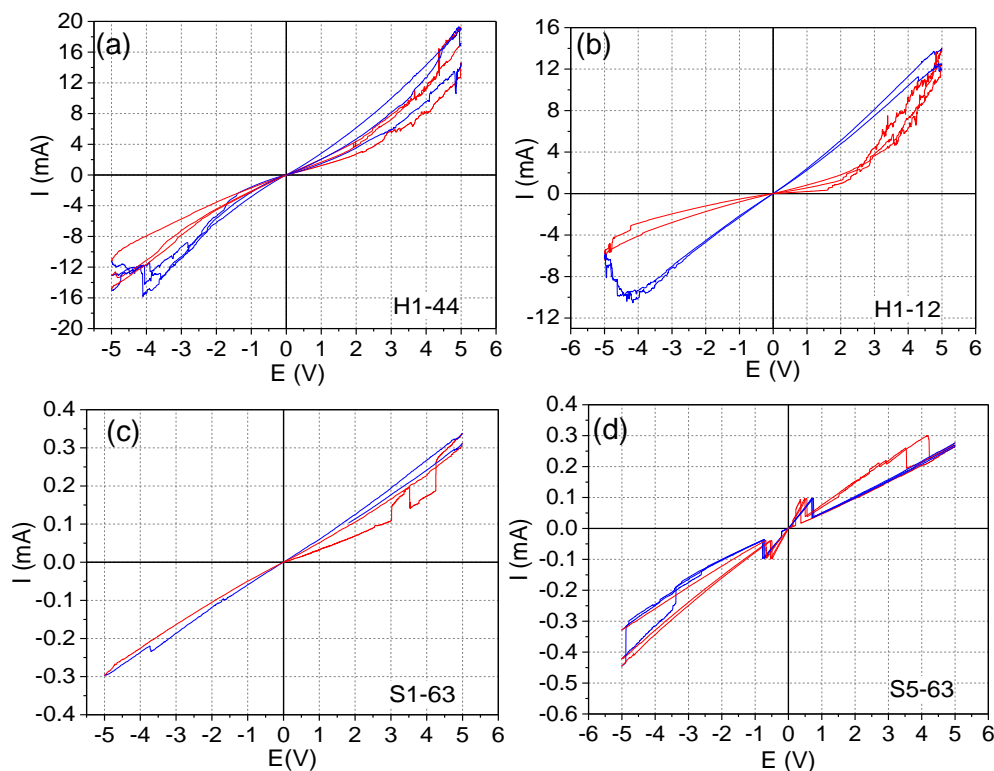 (a)
I (mA)
20
16
12
8
4
0
-4
-8
-12
-16
-20
H1-44
-5 -4 -3 -2 -1 0 1 2 3 4 5 6
E (V)
(b)
I (mA)
16
12
8
4
0
-4
-8
-12
H1-12
-6 -5 -4 -3 -2 -1 0 1 2 3 4 5 6
E (V)
(c)
I (mA)
0.4
0.3
0.2
0.1
0.0
-0.1
-0.2
-0.3
-0.4
S1-63
-5 -4 -3 -2 -1 0 1 2 3 4 5 6
E(V)
(d)
I (mA)
0.4
0.3
0.2
0.1
0.0
-0.1
-0.2
-0.3
-0.4
-0.5
-0.6
S5-63
-6 -5 -4 -3 -2 -1 0 1 2 3 4 5 6
E (V)